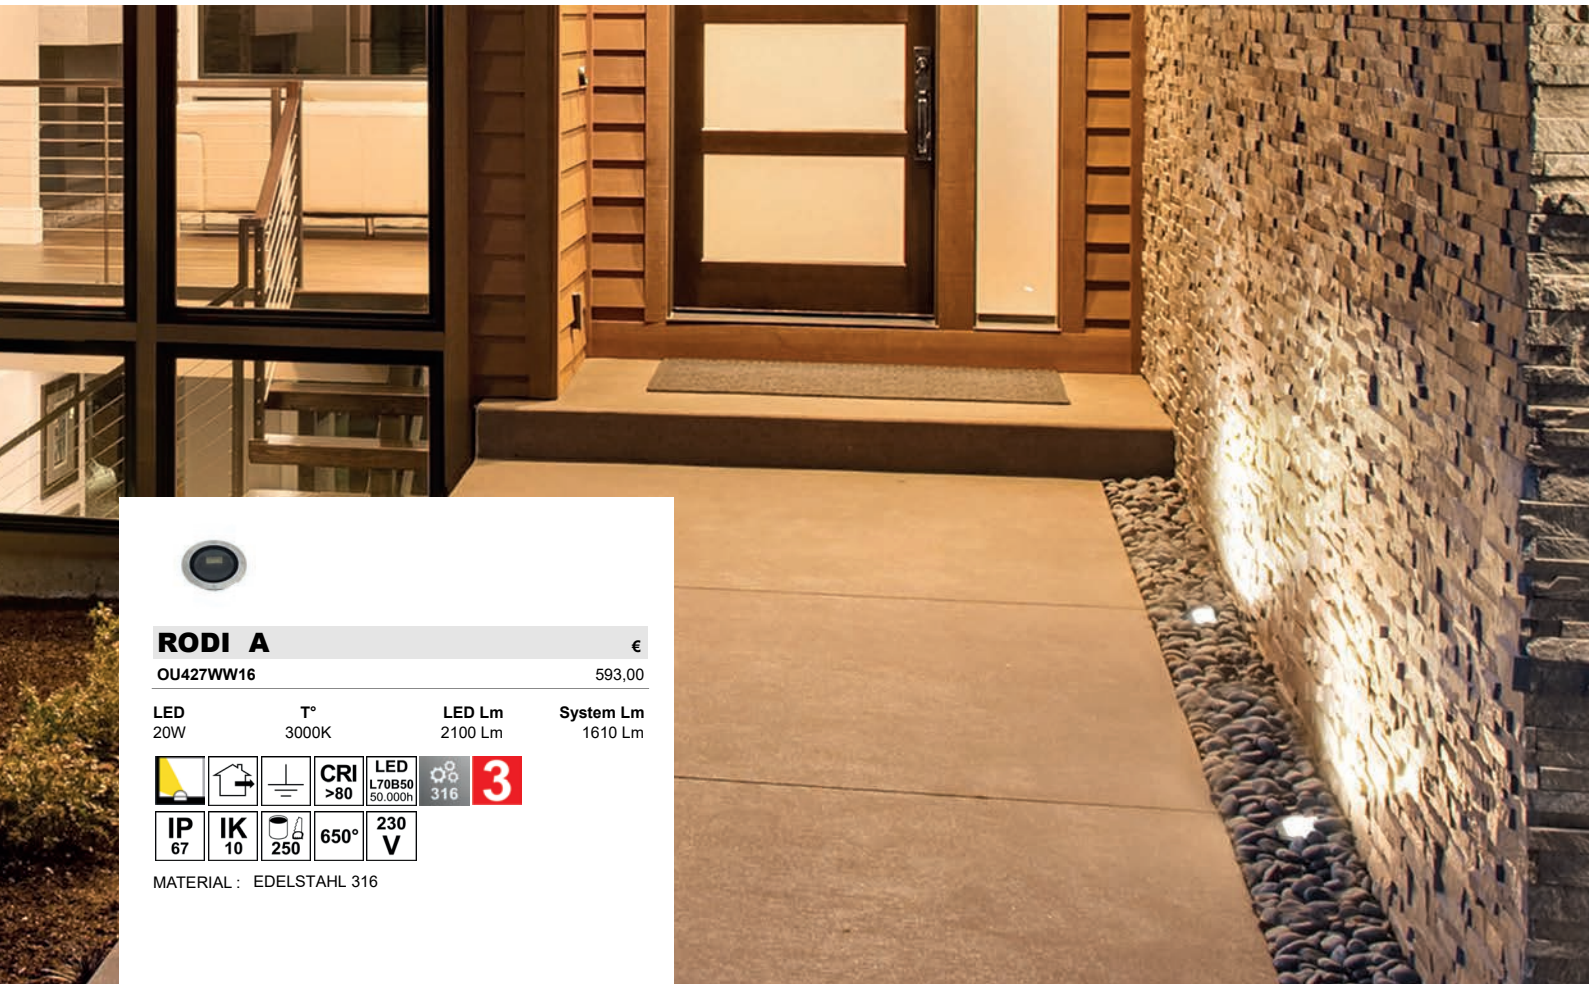 RODI A €
OU427WW16 593,00
LED T° LED Lm System Lm
20W 3000K 2100 Lm 1610 Lm
CRI >80 LED L70B50 50.000h 316 3
IP 67 IK 10 250 650° 230 V
MATERIAL : EDELSTAHL 316